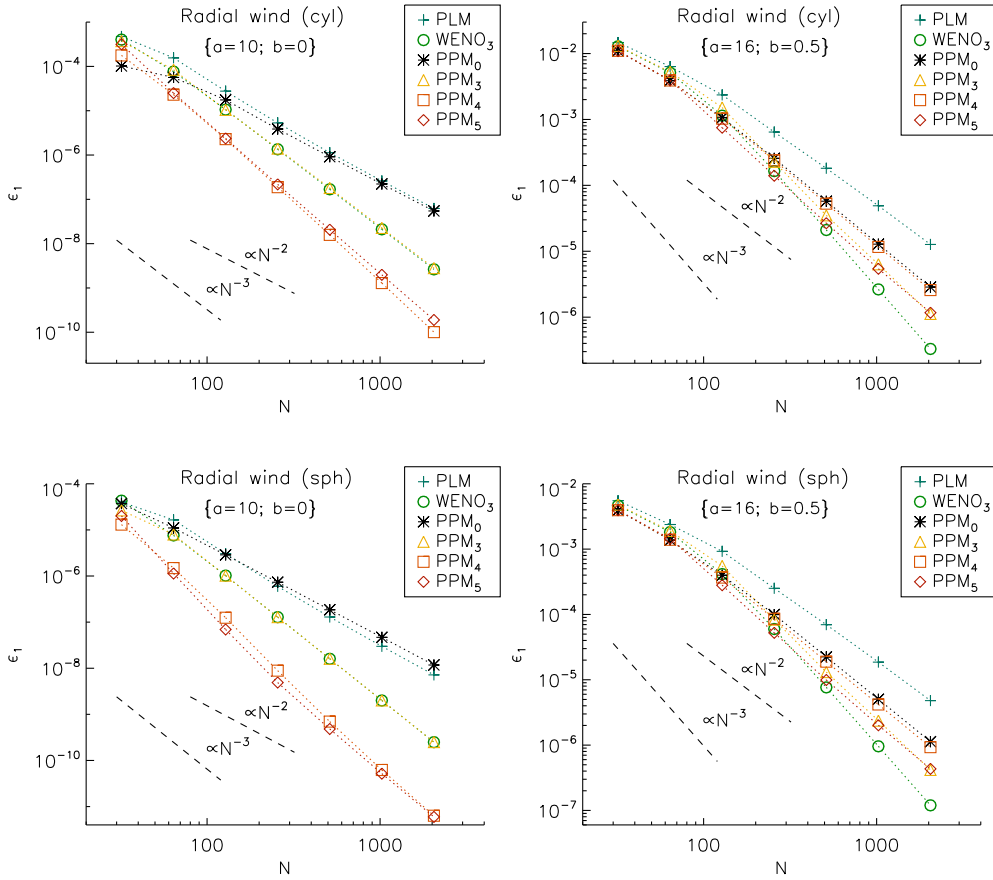 Radial wind (cyl)
{a=10; b=0}
PLM
WENO₃
PPM₀
PPM₃
PPM₄
PPM₅
10⁻⁴
10⁻⁶
10⁻⁸
10⁻¹⁰
ϵ₁
∝N⁻²
∝N⁻³
100
1000
N
Radial wind (cyl)
{a=16; b=0.5}
PLM
WENO₃
PPM₀
PPM₃
PPM₄
PPM₅
10⁻²
10⁻³
10⁻⁴
10⁻⁵
10⁻⁶
ϵ₁
∝N⁻²
∝N⁻³
100
1000
N
Radial wind (sph)
{a=10; b=0}
PLM
WENO₃
PPM₀
PPM₃
PPM₄
PPM₅
10⁻⁴
10⁻⁶
10⁻⁸
10⁻¹⁰
ϵ₁
∝N⁻²
∝N⁻³
100
1000
N
Radial wind (sph)
{a=16; b=0.5}
PLM
WENO₃
PPM₀
PPM₃
PPM₄
PPM₅
10⁻²
10⁻³
10⁻⁴
10⁻⁵
10⁻⁶
10⁻⁷
ϵ₁
∝N⁻²
∝N⁻³
100
1000
N